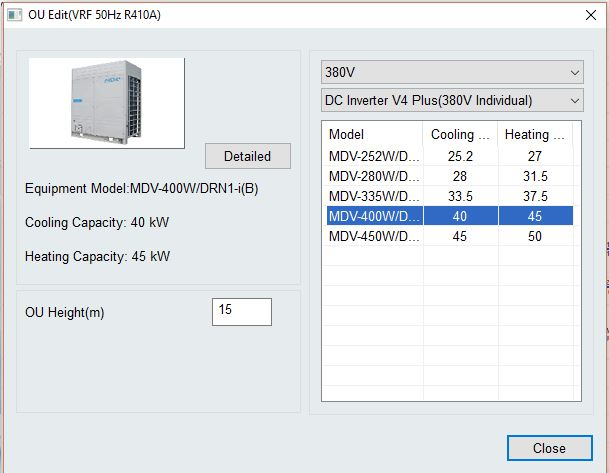 OU Edit(VRF 50Hz R410A)
Detailed
Equipment Model:MDV-400W/DRN1-i(B)
Cooling Capacity: 40 kW
Heating Capacity: 45 kW
OU Height(m) 15
380V
DC Inverter V4 Plus(380V Individual)
Model Cooling ... Heating ...
MDV-252W/D... 25.2 27
MDV-280W/D... 28 31.5
MDV-335W/D... 33.5 37.5
MDV-400W/D... 40 45
MDV-450W/D... 45 50
Close